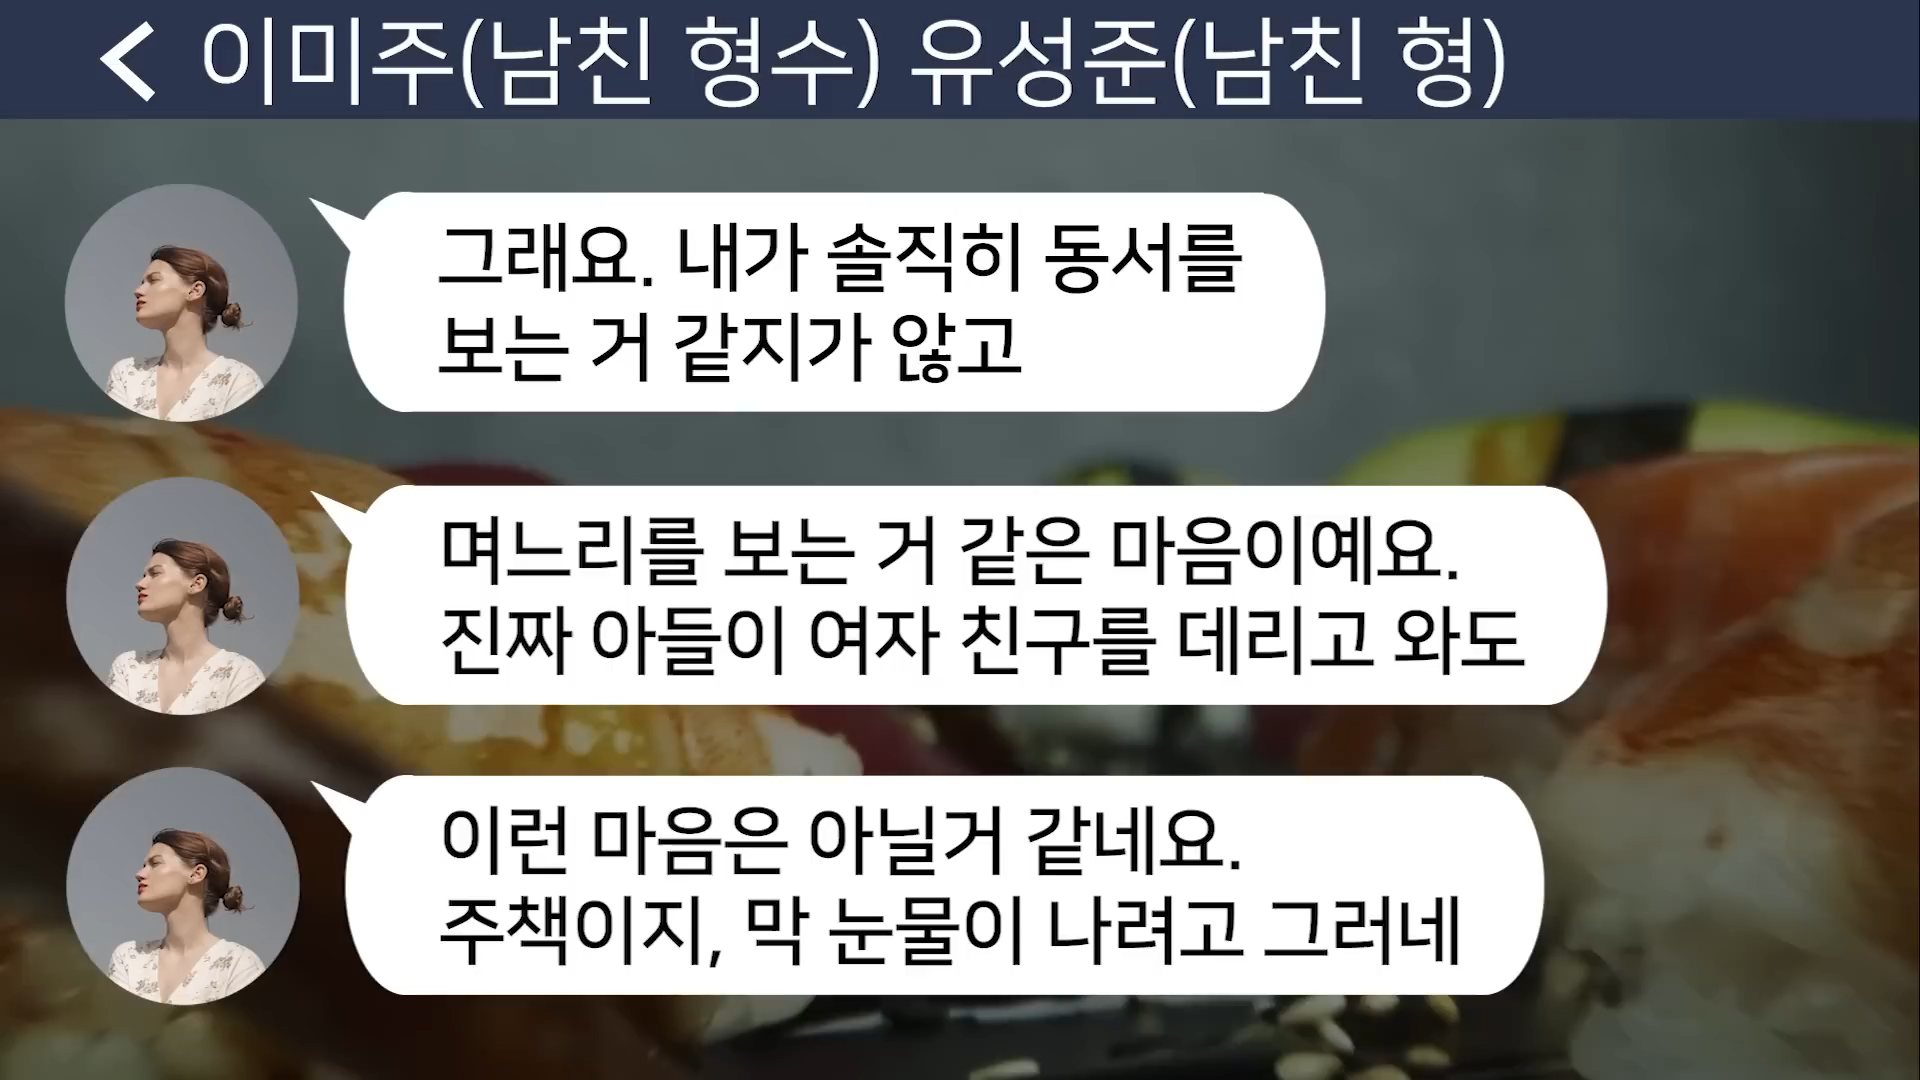 이미주(남친 형수) 유성준(남친 형)
그래요. 내가 솔직히 동서를
보는 거 같지가 않고
며느리를 보는 거 같은 마음이예요.
진짜 아들이 여자 친구를 데리고 와도
이런 마음은 아닐거 같네요.
주책이지, 막 눈물이 나려고 그러네